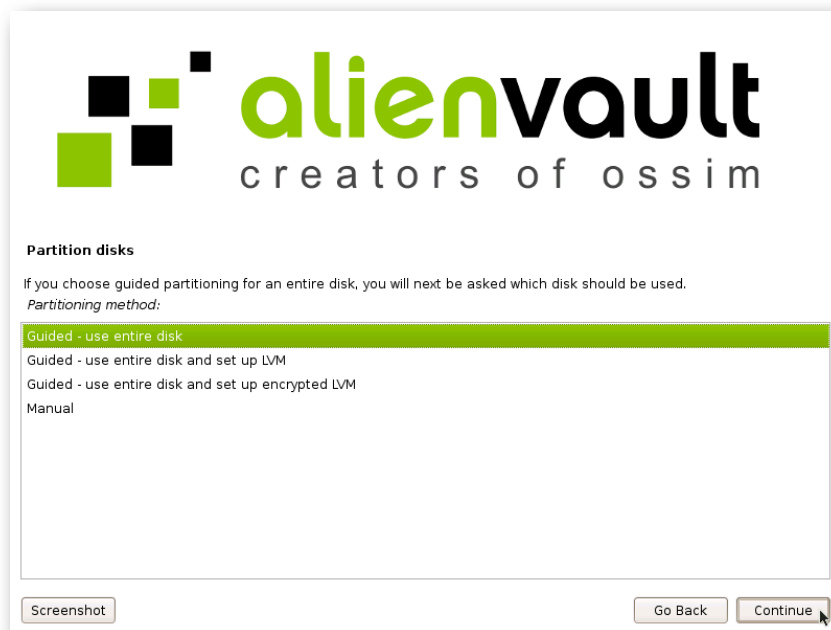 alienvault
creators of ossim
Partition disks
If you choose guided partitioning for an entire disk, you will next be asked which disk should be used.
Partitioning method:
Guided - use entire disk
Guided - use entire disk and set up LVM
Guided - use entire disk and set up encrypted LVM
Manual
Screenshot
Go Back
Continue